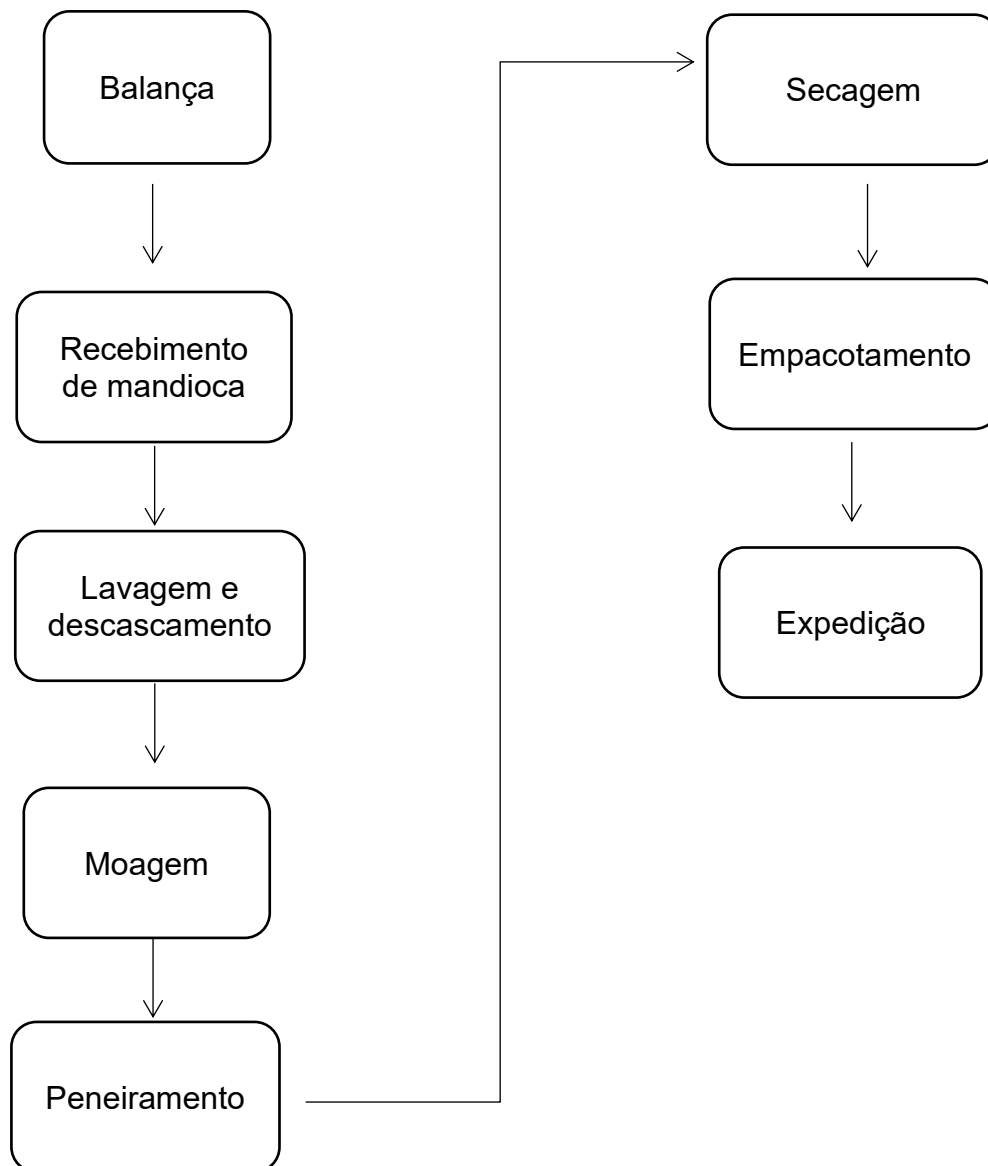 Balança
Recebimento
de mandioca
Lavagem e
descascamento
Moagem
Peneiramento
Secagem
Empacotamento
Expedição